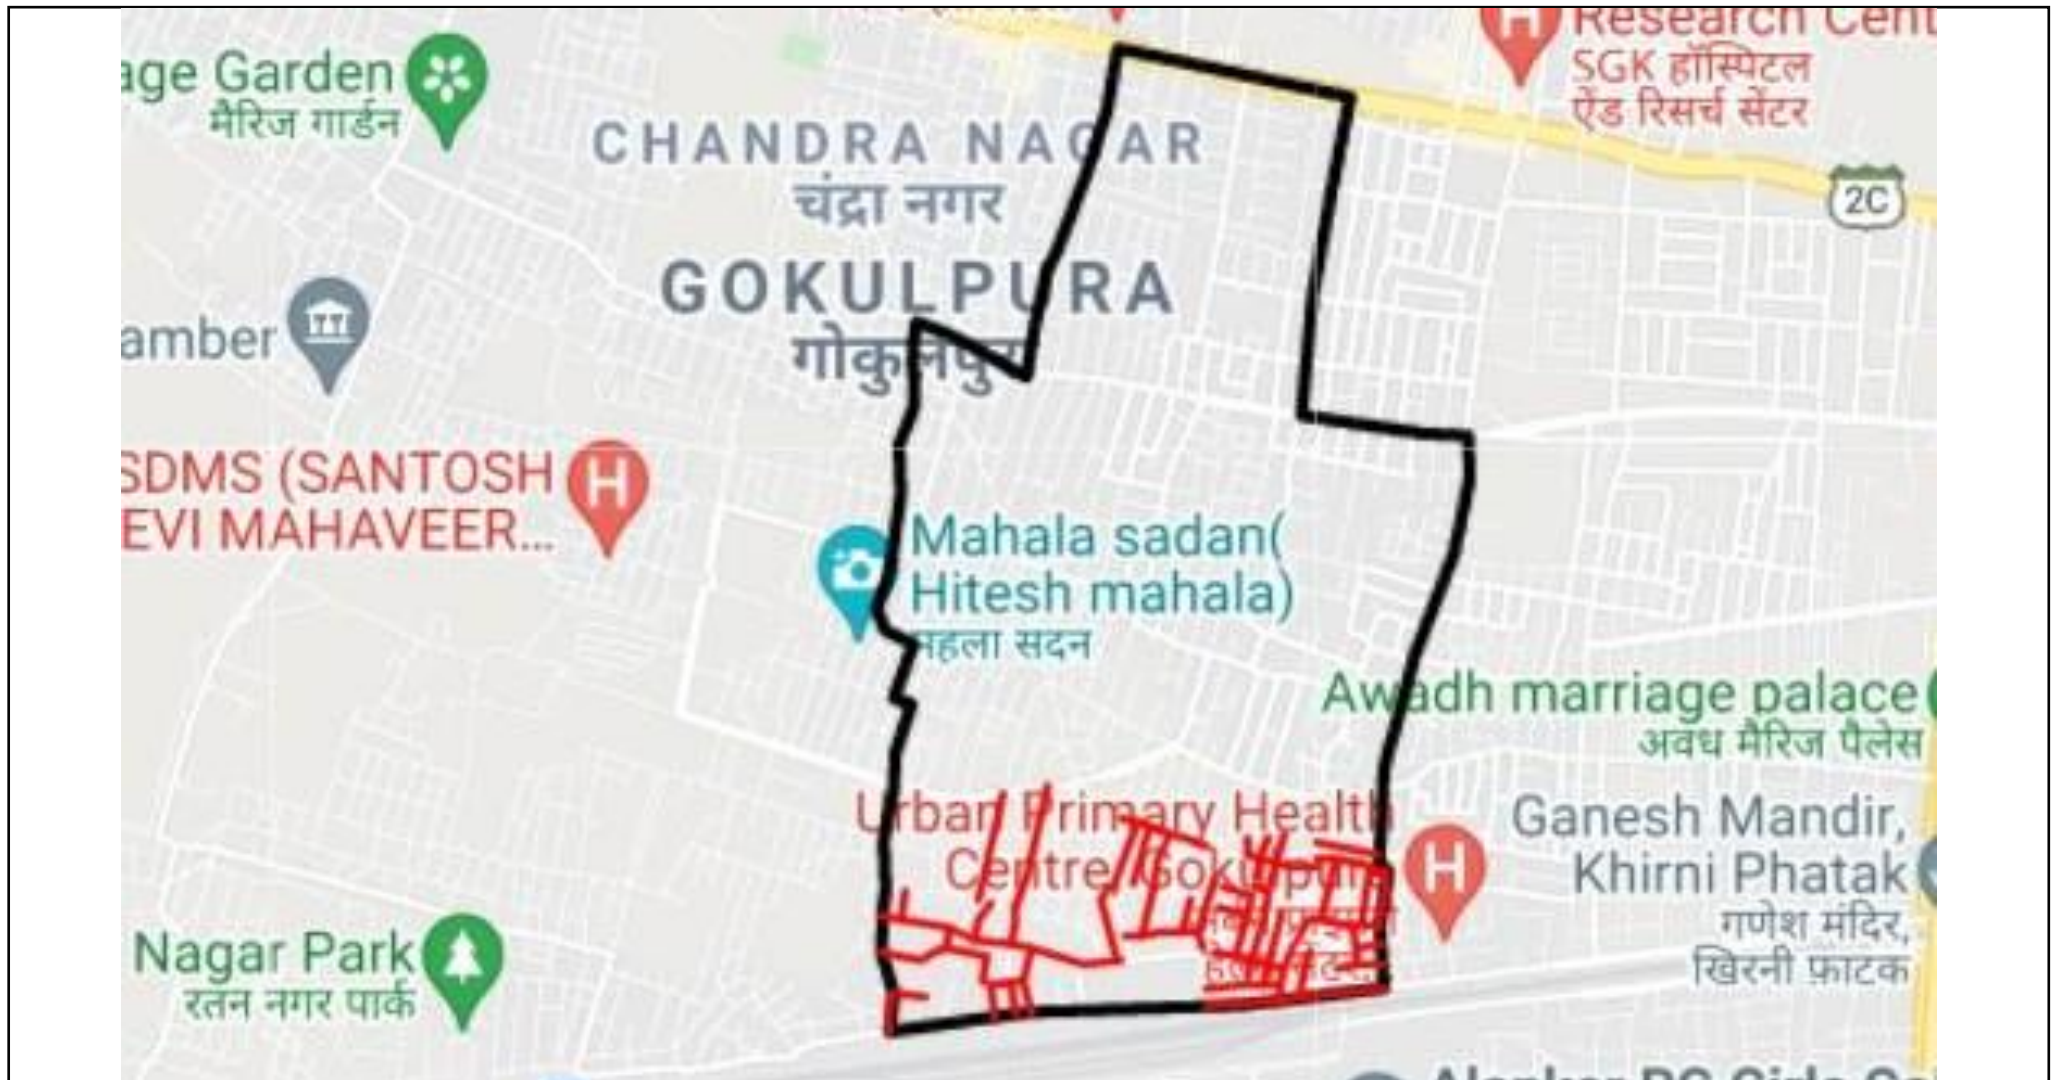 Research Cent
SGK हॉस्पिटल
ऐंड रिसर्च सेंटर
age Garden
मैरिज गार्डन
CHANDRA NAGAR
चंद्रा नगर
2C
GOKULPURA
गोकुलपुरा
amber
SDMS (SANTOSH
EVI MAHAVEER...
Mahala sadan(
Hitesh mahala)
महला सदन
Awadh marriage palace
अवध मैरिज पैलेस
Urban Primary Health
Centre, Gokulpura
Ganesh Mandir,
Khirni Phatak
गणेश मंदिर,
खिरनी फाटक
Nagar Park
रतन नगर पार्क